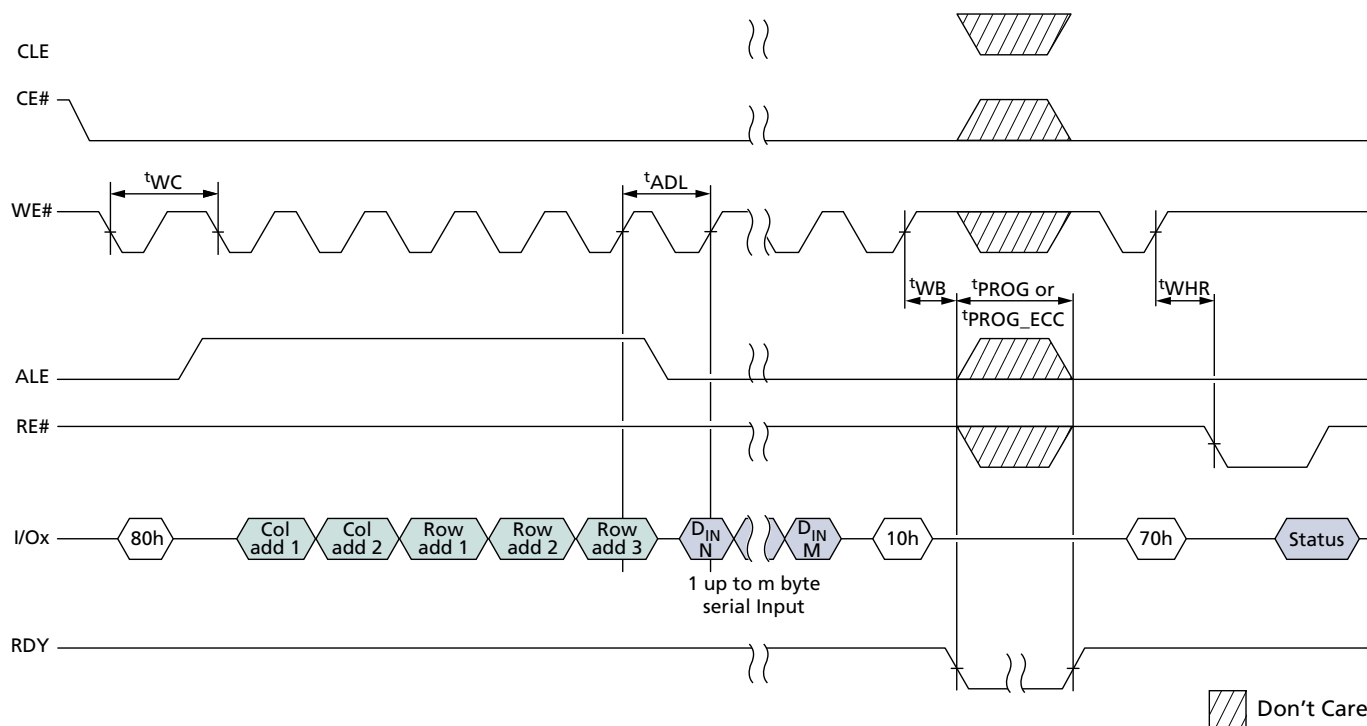 CLE
CE#
tWC
tADL
WE#
tWB
tPROG or
tPROG_ECC
tWHR
ALE
RE#
I/Ox
80h
Col
add 1
Col
add 2
Row
add 1
Row
add 2
Row
add 3
DIN
N
DIN
M
10h
70h
Status
1 up to m byte
serial Input
RDY
Don't Care